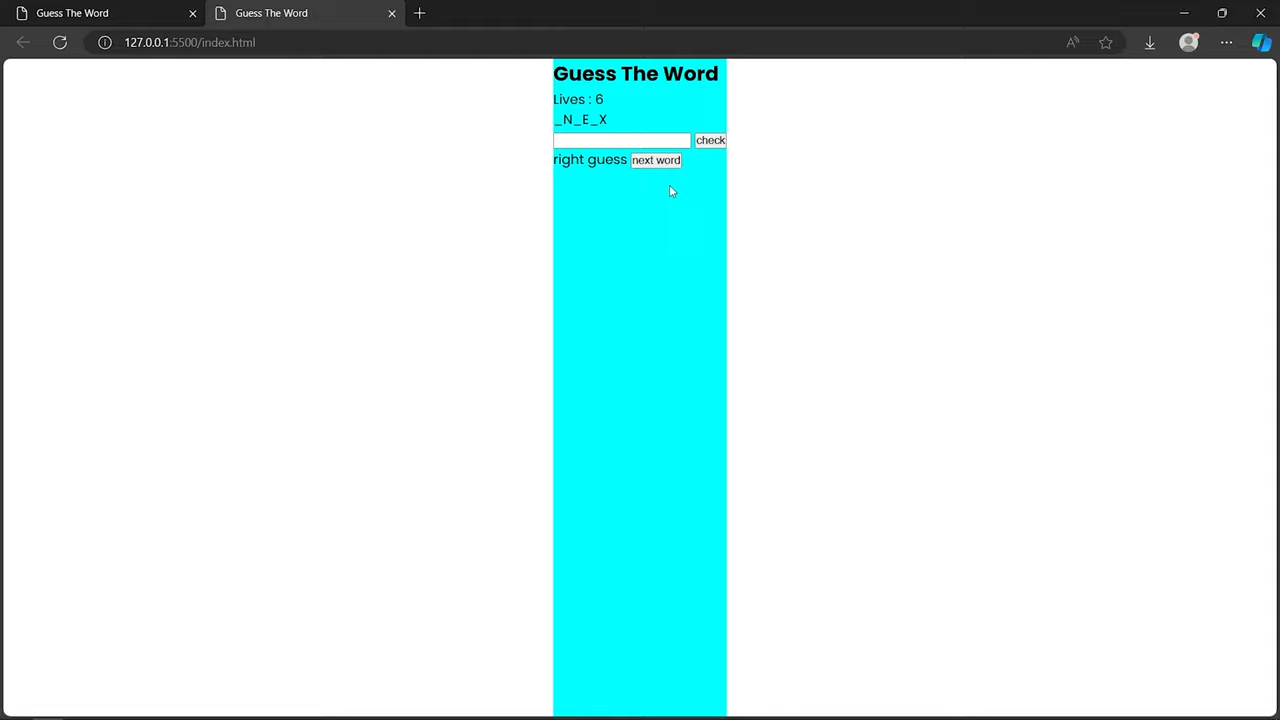 Guess The Word
Guess The Word
127.0.0.1:5500/index.html
Guess The Word
Lives : 6
_N_E_X
check
right guess next word